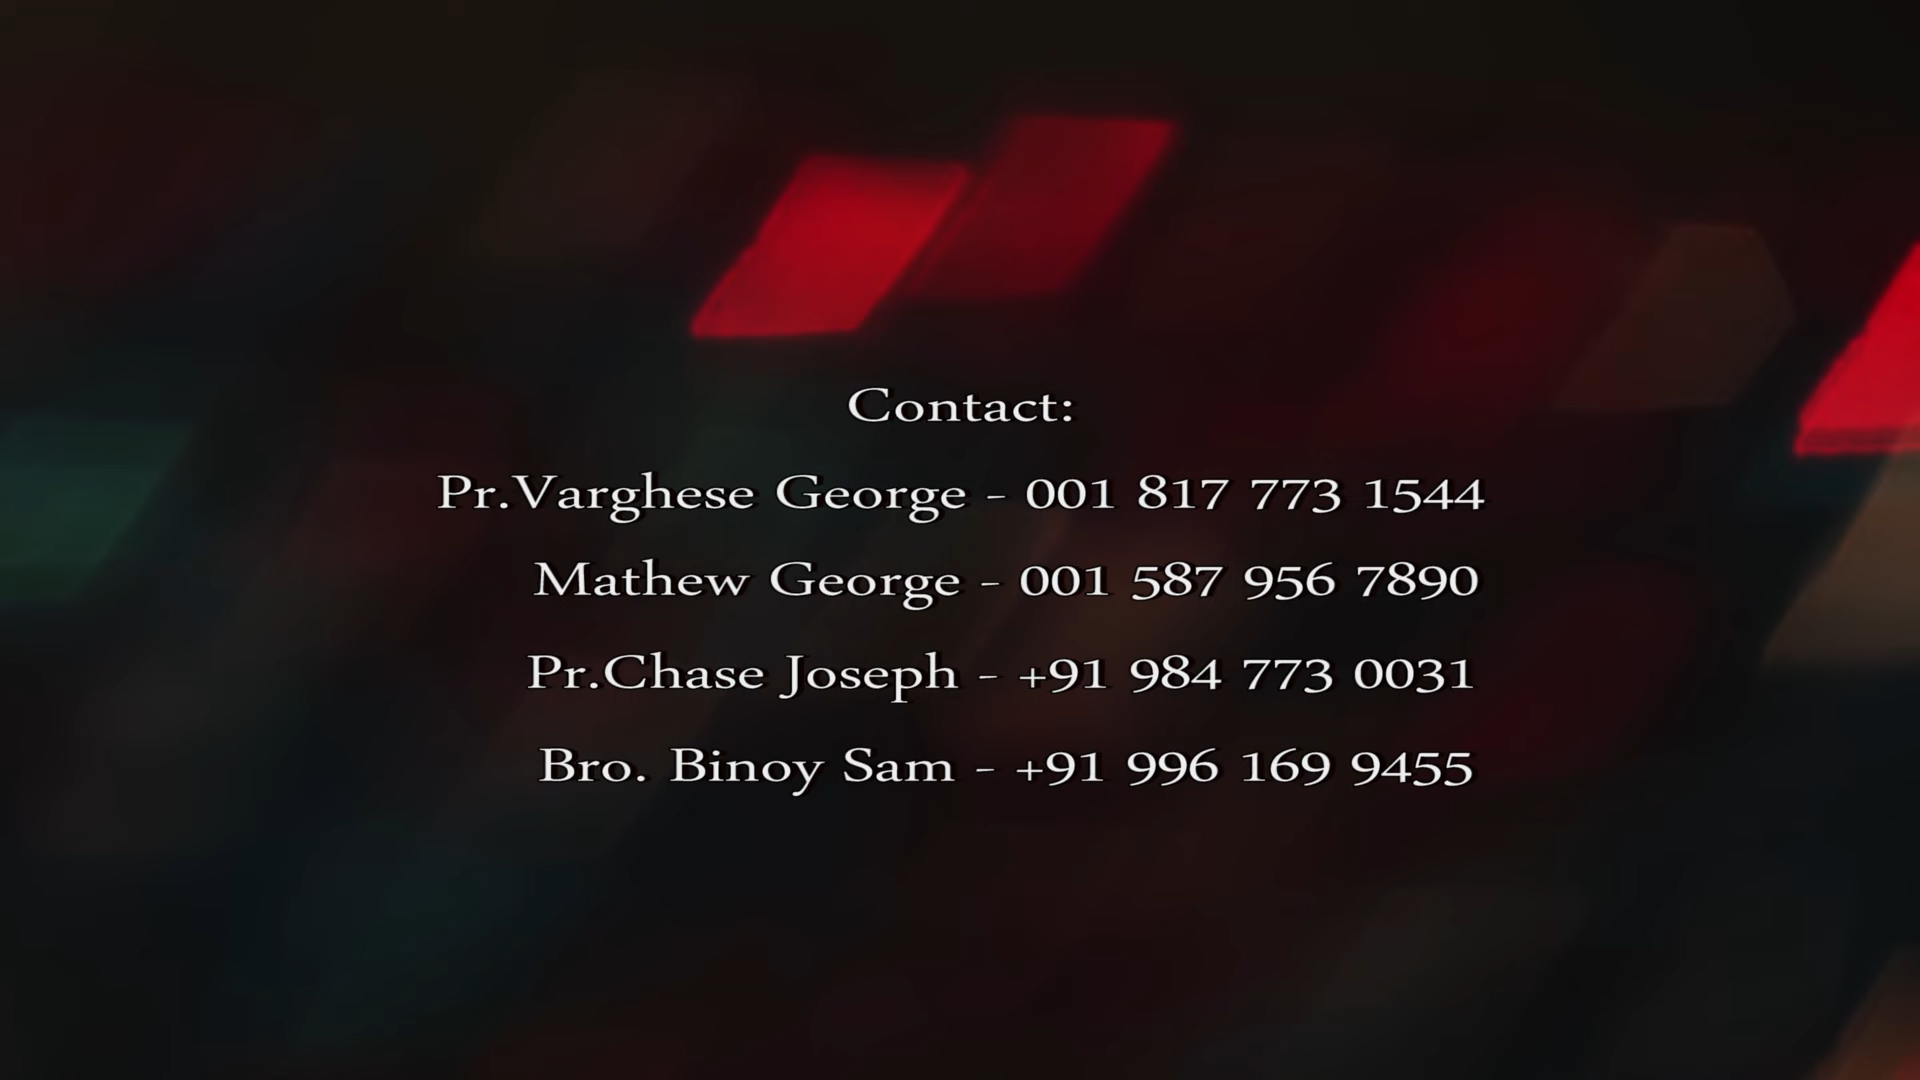 Contact:
Pr.Varghese George - 001 817 773 1544
Mathew George - 001 587 956 7890
Pr.Chase Joseph - +91 984 773 0031
Bro. Binoy Sam - +91 996 169 9455